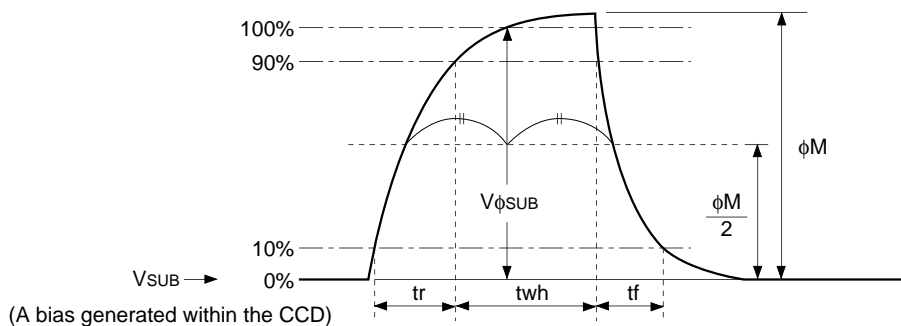 100%
90%
φM
VφSUB
φM
2
10%
VSUB
0%
tr
twh
tf
(A bias generated within the CCD)